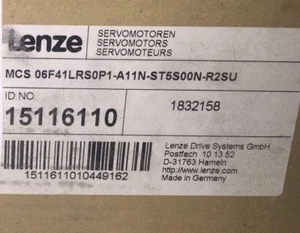 Lenze
SERVOMOTOREN
SERVOMOTORS
SERVOMOTEURS
MCS 06F41LRS0P1-A11N-ST5S00N-R2SU
ID NO.
15116110
1832158
Lenze Drive Systems GmbH
Postfach 10 13 52
D-31763 Hameln
http://www.lenze.com
Made in Germany
1511611010449162